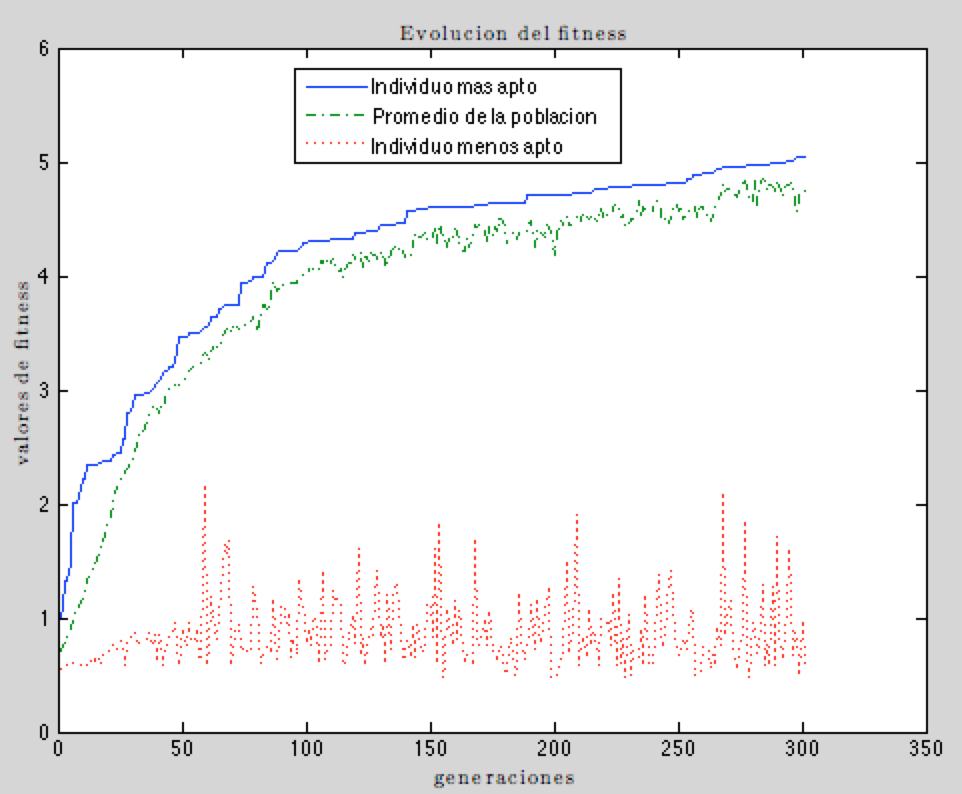 Evolucion del fitness
6
Individuo mas apto
Promedio de la poblacion
Individuo menos apto
5
4
3
2
1
0
valores de fitness
0 50 100 150 200 250 300 350
generaciones